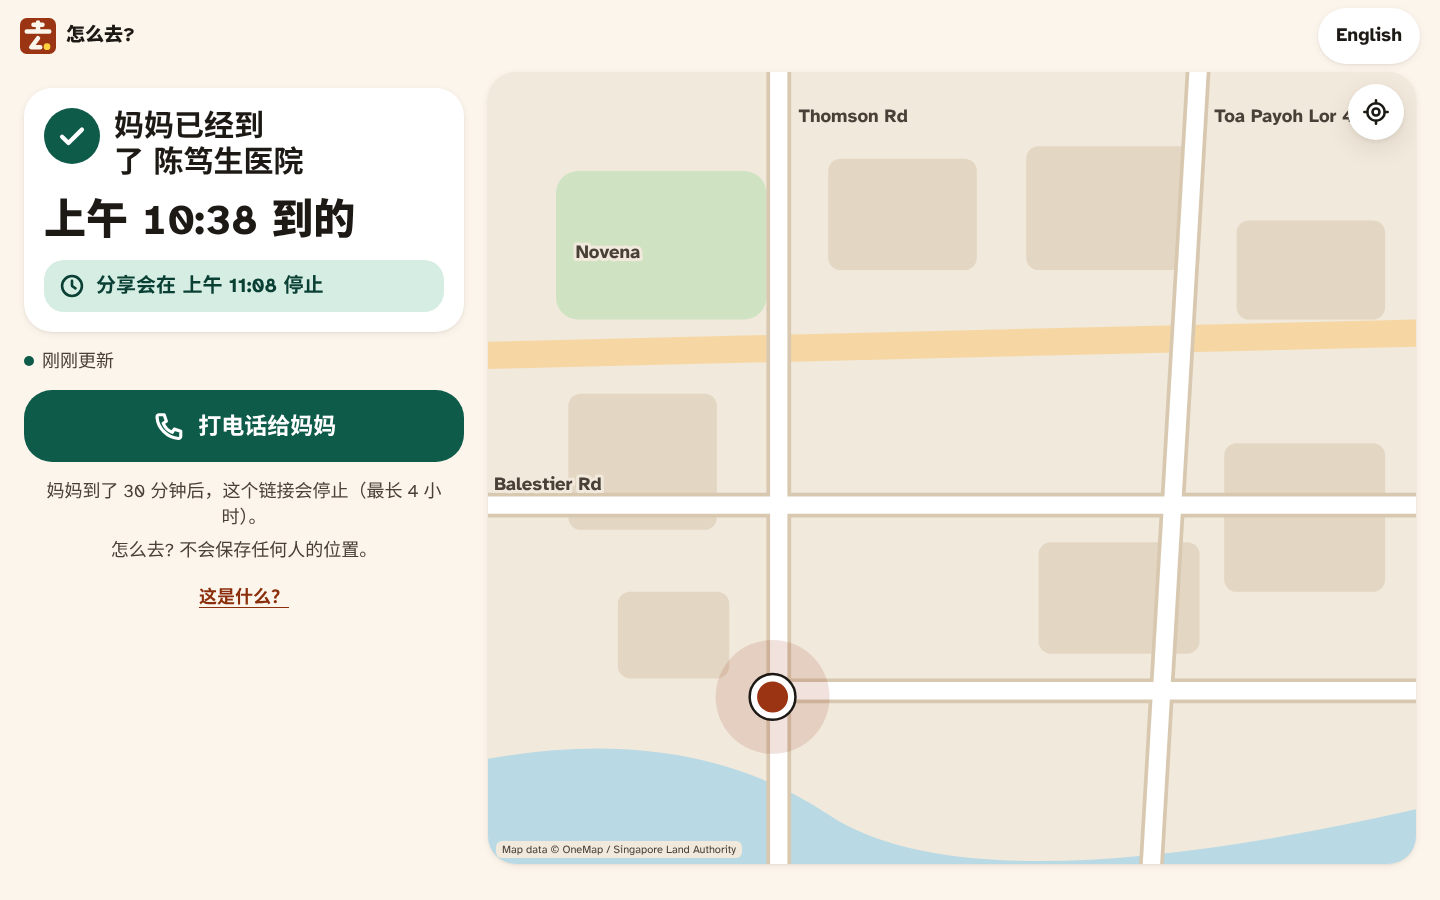 去
怎么去?
English
妈妈已经到
了 陈笃生医院
上午 10:38 到的
分享会在 上午 11:08 停止
刚刚更新
打电话给妈妈
妈妈到了 30 分钟后，这个链接会停止（最长 4 小
时）。
怎么去? 不会保存任何人的位置。
这是什么？
Thomson Rd
Toa Payoh Lor 4
Novena
Balestier Rd
Map data © OneMap / Singapore Land Authority